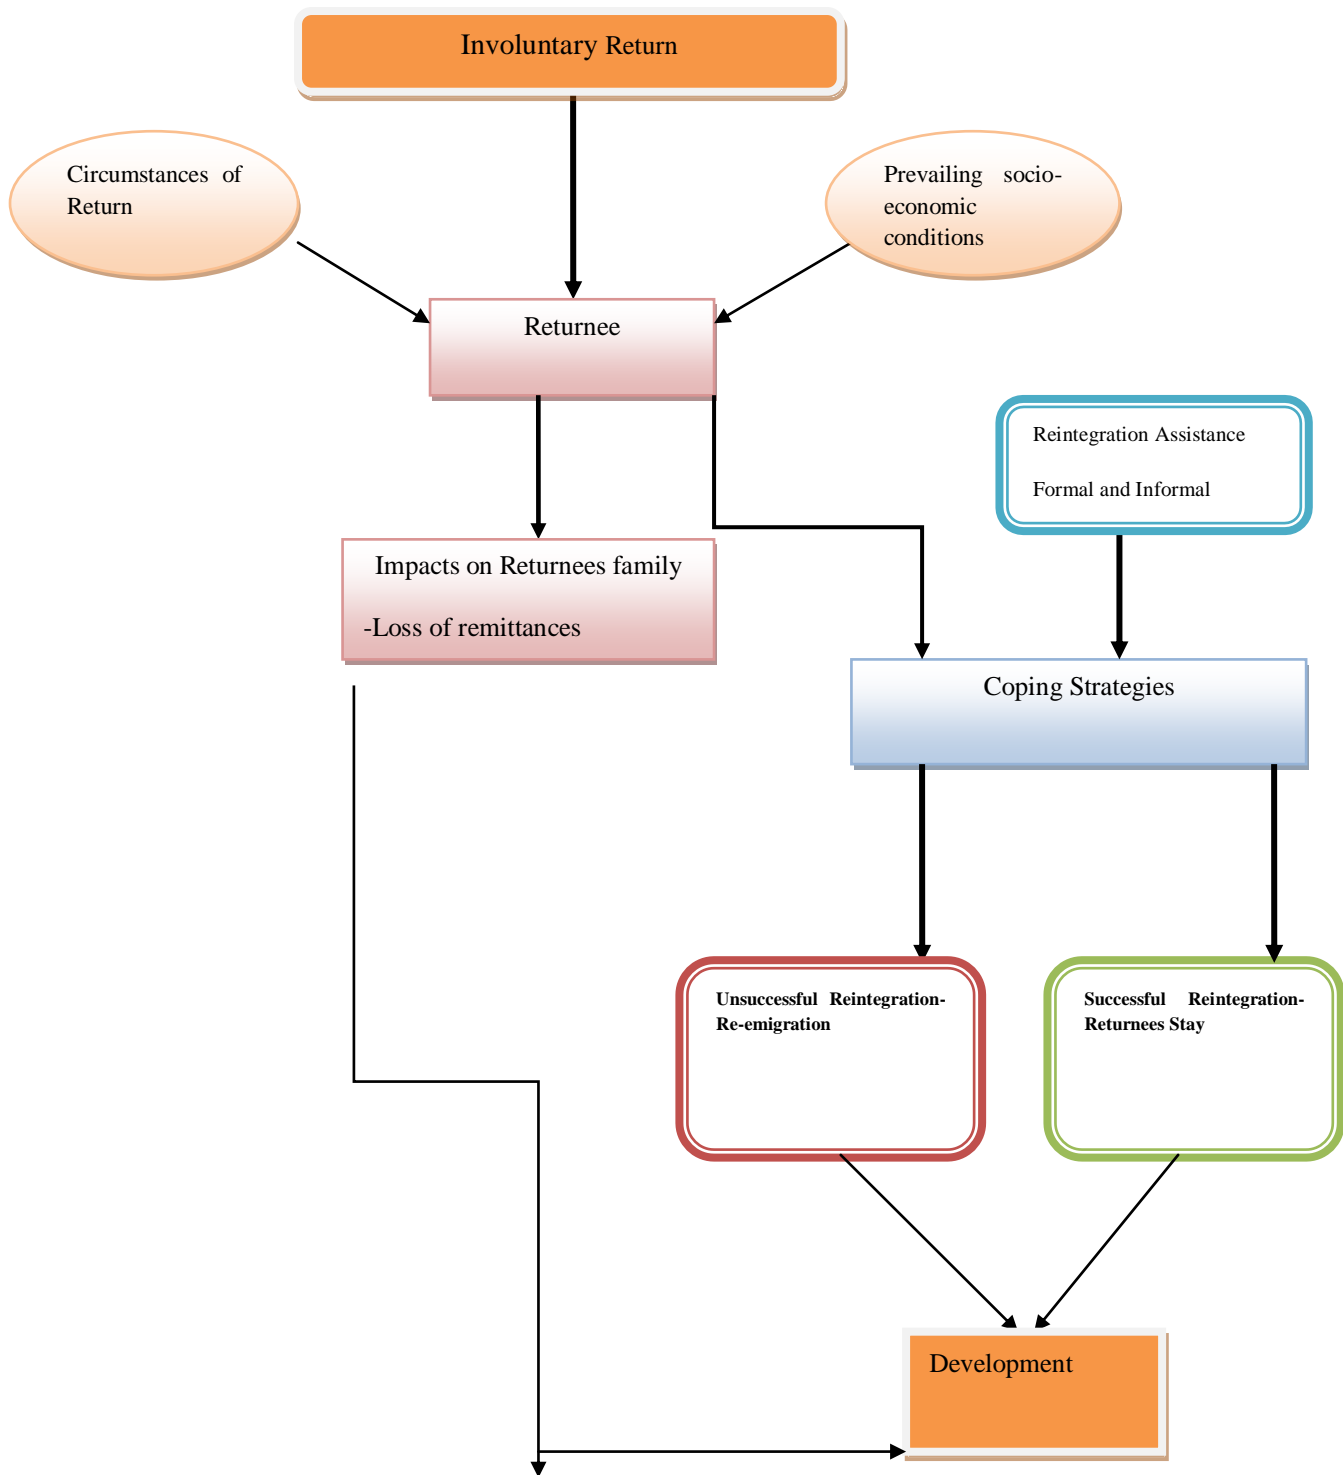 Involuntary Return
Circumstances of
Return
Prevailing socio-
economic
conditions
Returnee
Reintegration Assistance
Formal and Informal
Impacts on Returnees family
-Loss of remittances
Coping Strategies
Unsuccessful Reintegration-
Re-emigration
Successful Reintegration-
Returnees Stay
Development